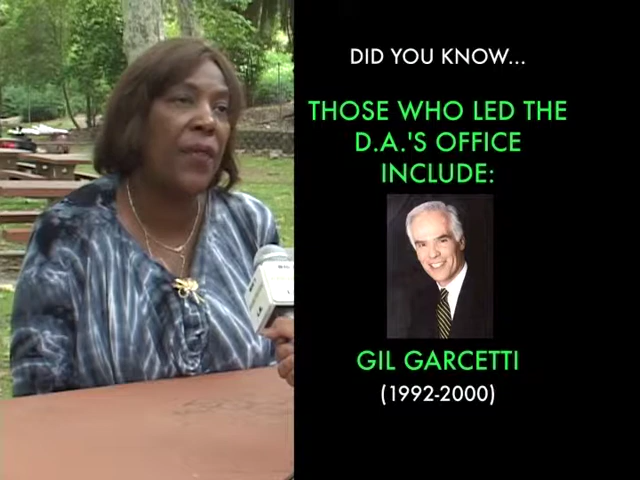 DID YOU KNOW...
THOSE WHO LED THE
D.A.'S OFFICE
INCLUDE:
GIL GARCETTI
(1992-2000)